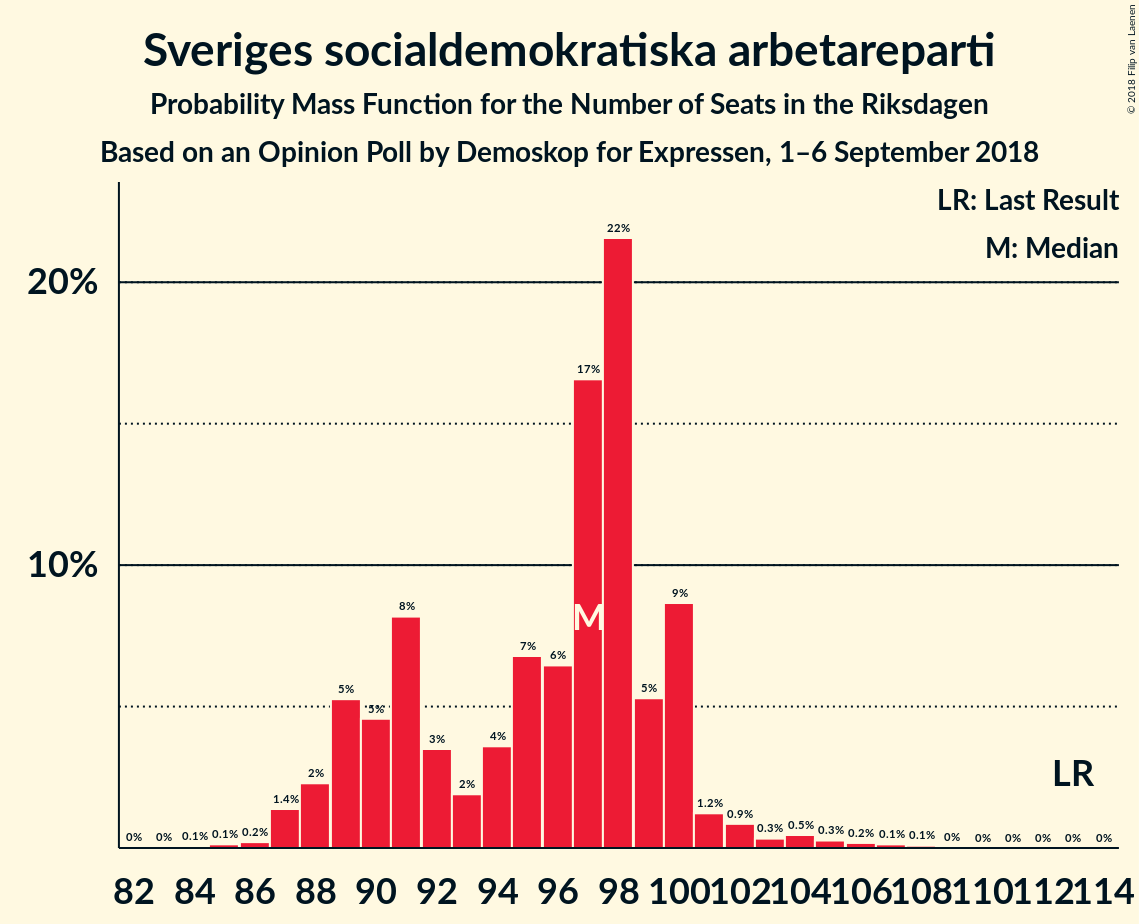 Sveriges socialdemokratiska arbetareparti
Probability Mass Function for the Number of Seats in the Riksdagen
Based on an Opinion Poll by Demoskop for Expressen, 1–6 September 2018
© 2018 Filip van Laenen
LR: Last Result
M: Median
20%
10%
0% 0% 0.1% 0.1% 0.2% 1.4% 2% 5% 5% 8% 3% 2% 4% 7% 6% 17% 22% 5% 9% 1.2% 0.9% 0.3% 0.5% 0.3% 0.2% 0.1% 0.1% 0% 0% 0% 0% 0% 0%
M
LR
82 84 86 88 90 92 94 96 98 100 102 104 106 108 110 112 114